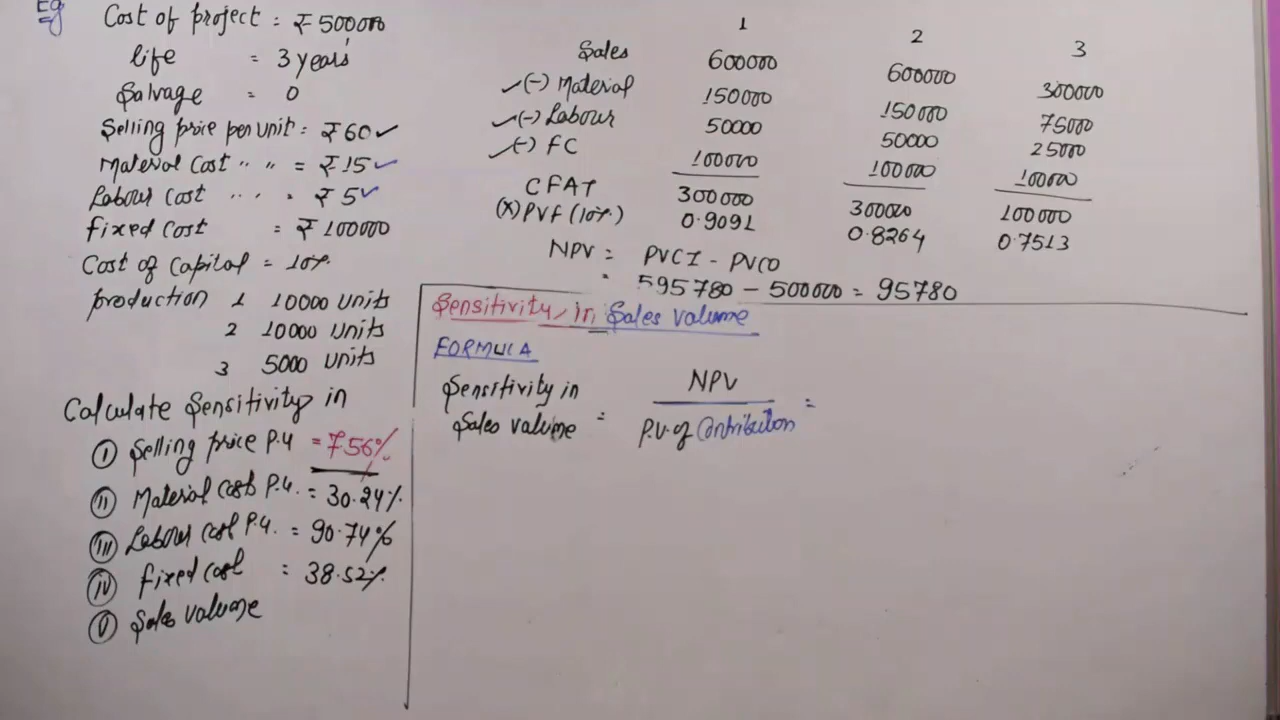 Eg
Cost of project = ₹ 500000
life = 3 years
Salvage = 0
Selling price per unit = ₹ 60 ✓
Material Cost " " = ₹ 15 ✓
Labour Cost " " = ₹ 5 ✓
fixed Cost = ₹ 100000
Cost of Capital = 10%
production 1 10000 units
2 10000 units
3 5000 units
Calculate Sensitivity in
(i) Selling price P.u = 7.56%
(ii) Material cost P.u. = 30.24%
(iii) Labour cost P.u. = 90.74%
(iv) fixed cost = 38.52%
(v) Sales volume
1 2 3
Sales 600000 600000 300000
✓(-) Material 150000 150000 75000
✓(-) Labour 50000 50000 25000
✓(-) FC 100000 100000 100000
CFAT 300000 300000 100000
(X) PVF (10%) 0.9091 0.8264 0.7513
NPV = PVCI - PVCO
= 595780 - 500000 = 95780
Sensitivity in Sales volume
FORMULA
Sensitivity in Sales volume = NPV / P.V. of Contribution =